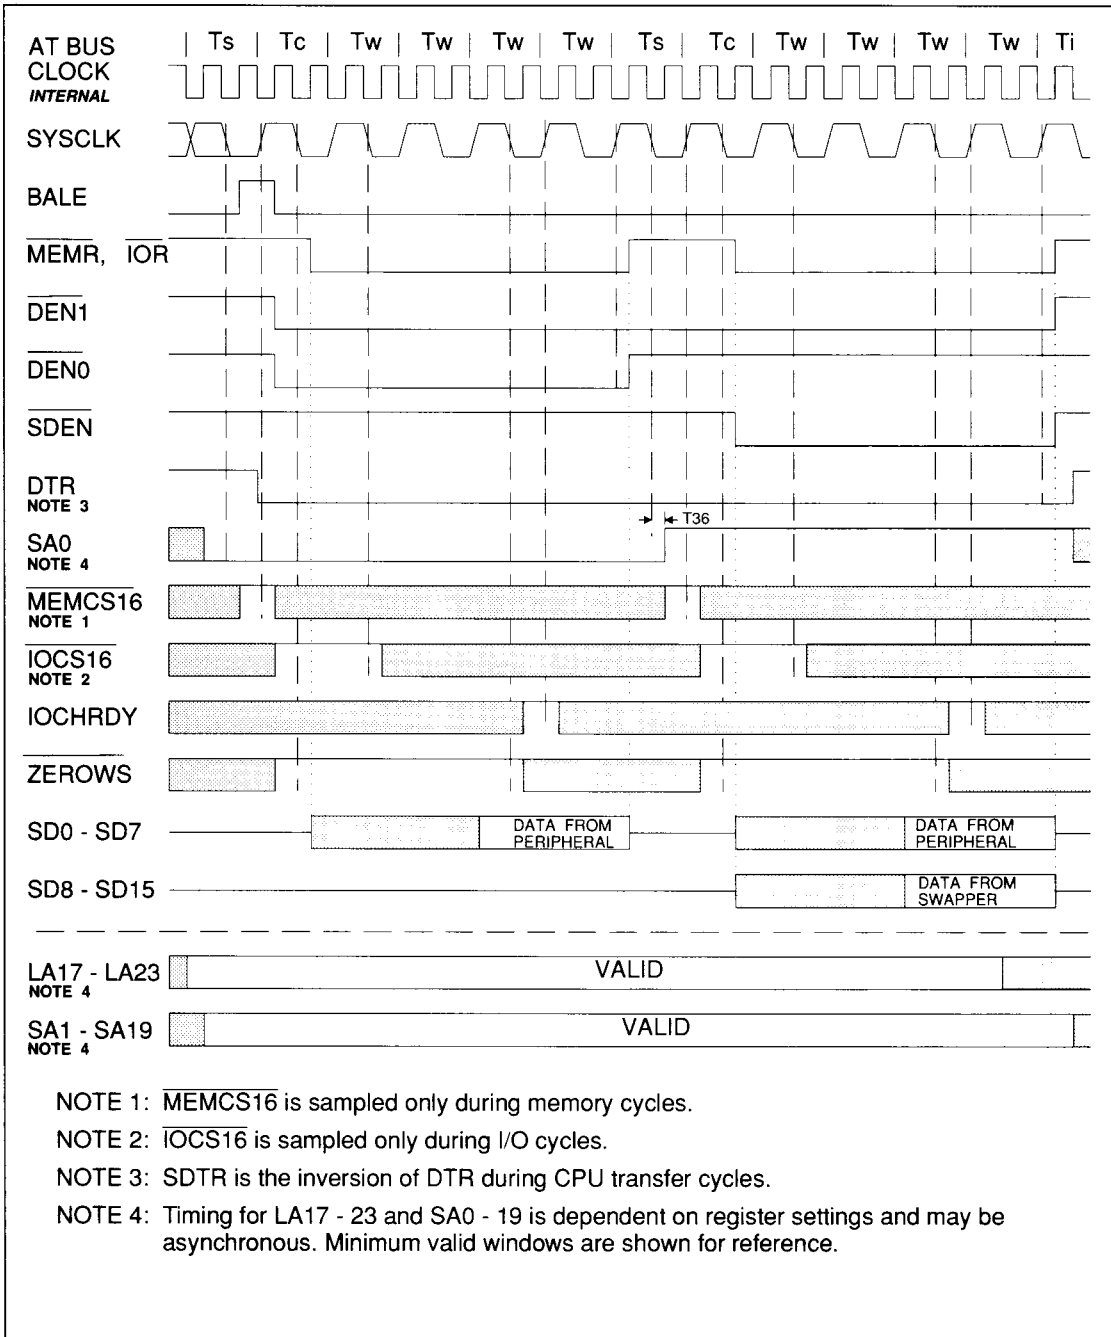 AT BUS
CLOCK
INTERNAL
Ts Tc Tw Tw Tw Tw Ts Tc Tw Tw Tw Tw Ti
SYSCLK
BALE
MEMR, IOR
DEN1
DEN0
SDEN
DTR
NOTE 3
T36
SA0
NOTE 4
MEMCS16
NOTE 1
IOCS16
NOTE 2
IOCHRDY
ZEROWS
SD0 - SD7
DATA FROM
PERIPHERAL
DATA FROM
PERIPHERAL
SD8 - SD15
DATA FROM
SWAPPER
LA17 - LA23
NOTE 4
VALID
SA1 - SA19
NOTE 4
VALID
NOTE 1: MEMCS16 is sampled only during memory cycles.
NOTE 2: IOCS16 is sampled only during I/O cycles.
NOTE 3: SDTR is the inversion of DTR during CPU transfer cycles.
NOTE 4: Timing for LA17 - 23 and SA0 - 19 is dependent on register settings and may be
asynchronous. Minimum valid windows are shown for reference.